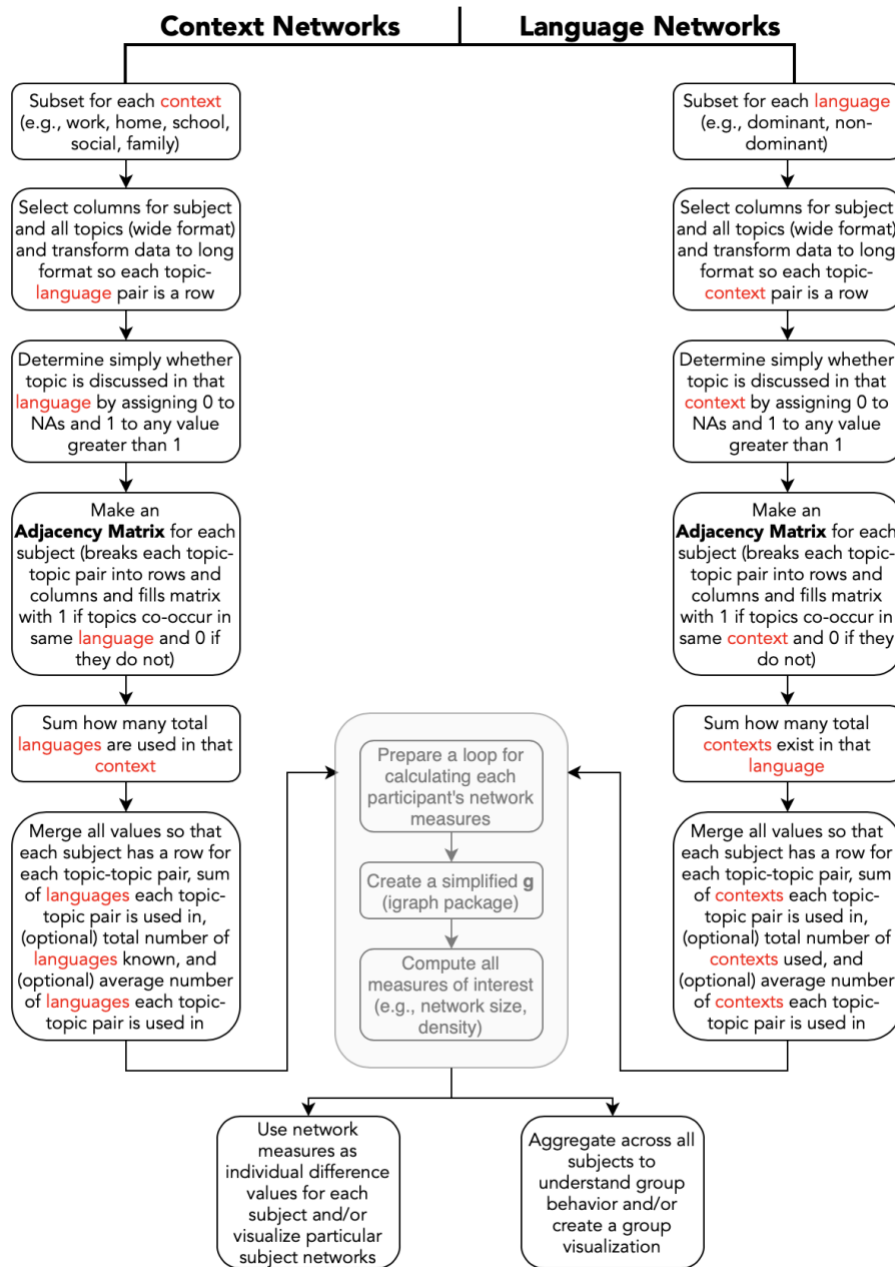 Context Networks
Language Networks
Subset for each context
(e.g., work, home, school,
social, family)
Select columns for subject
and all topics (wide format)
and transform data to long
format so each topic-
language pair is a row
Determine simply whether
topic is discussed in that
language by assigning 0 to
NAs and 1 to any value
greater than 1
Make an
Adjacency Matrix for each
subject (breaks each topic-
topic pair into rows and
columns and fills matrix
with 1 if topics co-occur in
same language and 0 if
they do not)
Sum how many total
languages are used in that
context
Merge all values so that
each subject has a row for
each topic-topic pair, sum
of languages each topic-
topic pair is used in,
(optional) total number of
languages known, and
(optional) average number
of languages each topic-
topic pair is used in
Subset for each language
(e.g., dominant, non-
dominant)
Select columns for subject
and all topics (wide format)
and transform data to long
format so each topic-
context pair is a row
Determine simply whether
topic is discussed in that
context by assigning 0 to
NAs and 1 to any value
greater than 1
Make an
Adjacency Matrix for each
subject (breaks each topic-
topic pair into rows and
columns and fills matrix
with 1 if topics co-occur in
same context and 0 if they
do not)
Sum how many total
contexts exist in that
language
Merge all values so that
each subject has a row for
each topic-topic pair, sum
of contexts each topic-
topic pair is used in,
(optional) total number of
contexts used, and
(optional) average number
of contexts each topic-
topic pair is used in
Prepare a loop for
calculating each
participant's network
measures
Create a simplified g
(igraph package)
Compute all
measures of interest
(e.g., network size,
density)
Use network
measures as
individual difference
values for each
subject and/or
visualize particular
subject networks
Aggregate across all
subjects to
understand group
behavior and/or
create a group
visualization